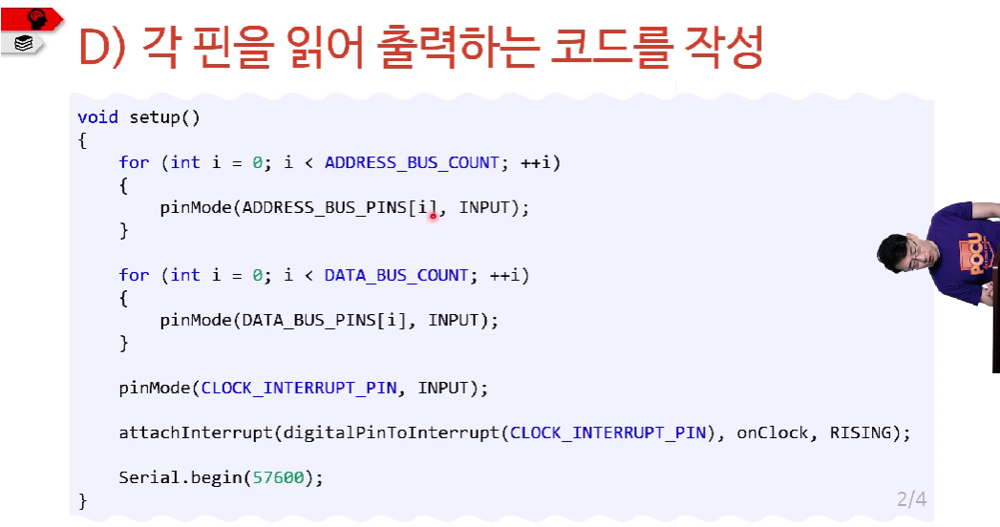 D) 각 핀을 읽어 출력하는 코드를 작성
void setup()
{
    for (int i = 0; i < ADDRESS_BUS_COUNT; ++i)
    {
        pinMode(ADDRESS_BUS_PINS[i], INPUT);
    }
    for (int i = 0; i < DATA_BUS_COUNT; ++i)
    {
        pinMode(DATA_BUS_PINS[i], INPUT);
    }
    pinMode(CLOCK_INTERRUPT_PIN, INPUT);
    attachInterrupt(digitalPinToInterrupt(CLOCK_INTERRUPT_PIN), onClock, RISING);
    Serial.begin(57600);
}
2/4
POCU